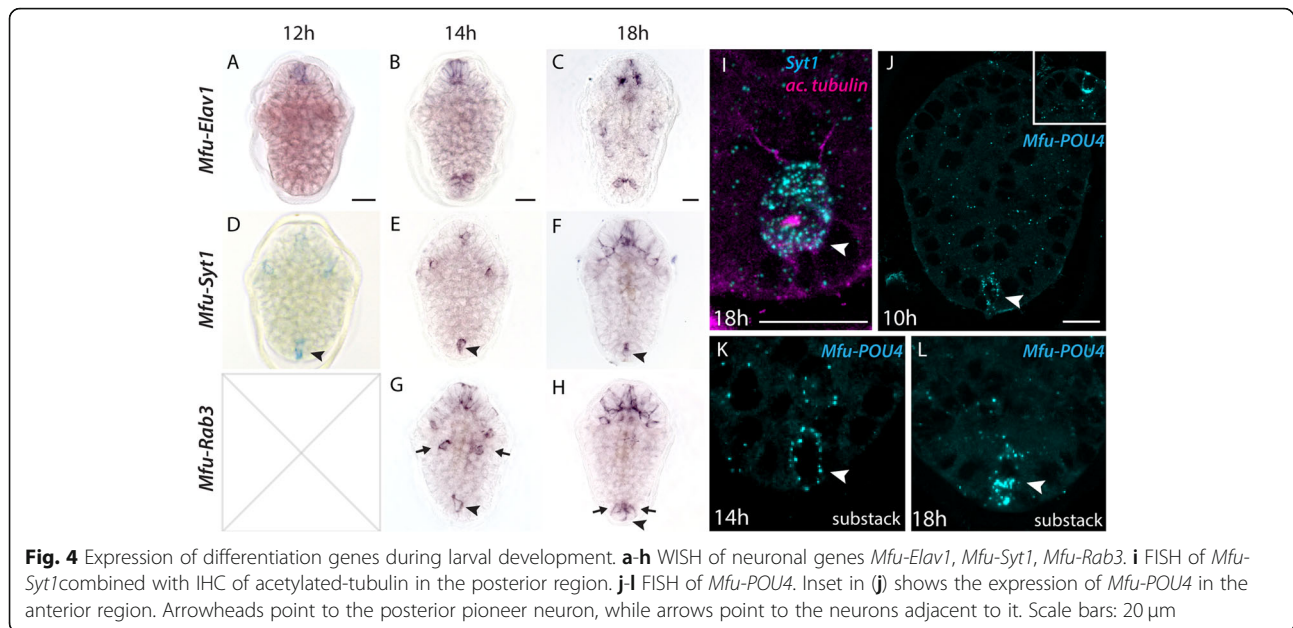 12h 14h 18h
A B C I Syt1 J
ac. tubulin
Mfu-Elav1
Mfu-POU4
D E F
Mfu-Syt1
18h 10h
K Mfu-POU4 L Mfu-POU4
G H
Mfu-Rab3
14h substack 18h substack
Fig. 4 Expression of differentiation genes during larval development. a-h WISH of neuronal genes Mfu-Elav1, Mfu-Syt1, Mfu-Rab3. i FISH of Mfu-
Syt1combined with IHC of acetylated-tubulin in the posterior region. j-l FISH of Mfu-POU4. Inset in (j) shows the expression of Mfu-POU4 in the
anterior region. Arrowheads point to the posterior pioneer neuron, while arrows point to the neurons adjacent to it. Scale bars: 20 μm